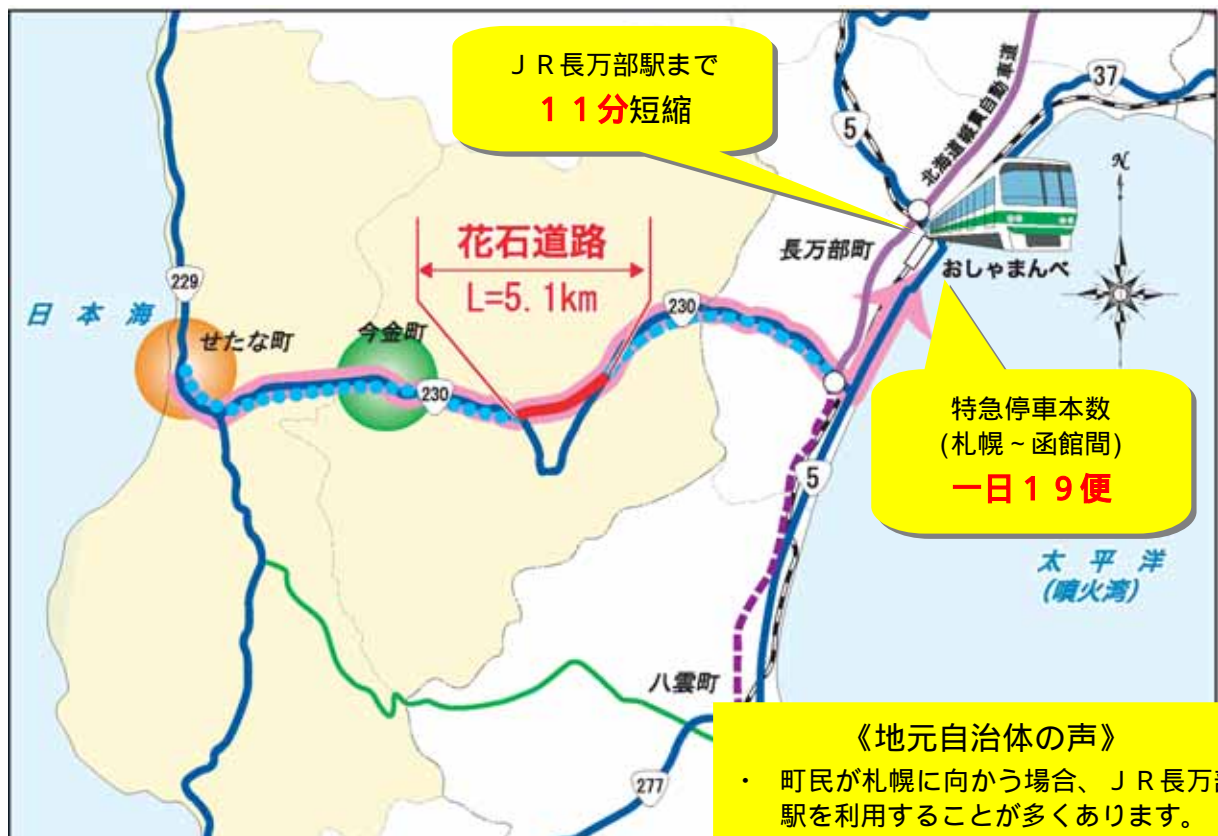 ＪＲ長万部駅まで
１１分短縮
37
5
北海道縦貫自動車道
N
花石道路
L=5.1km
長万部町
おしゃまんべ
229
日本海
せたな町
今金町
230
230
特急停車本数
(札幌～函館間)
一日１９便
5
太平洋
(噴火湾)
八雲町
277
《地元自治体の声》
・ 町民が札幌に向かう場合、ＪＲ長万部
駅を利用することが多くあります。